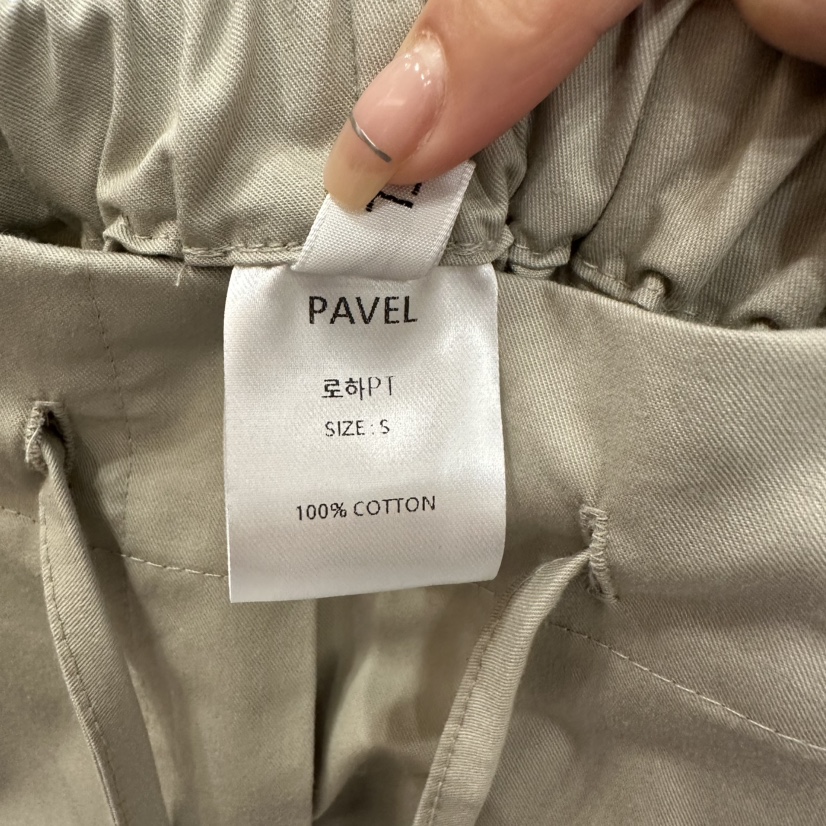 PAVEL
로하PT
SIZE : S
100% COTTON